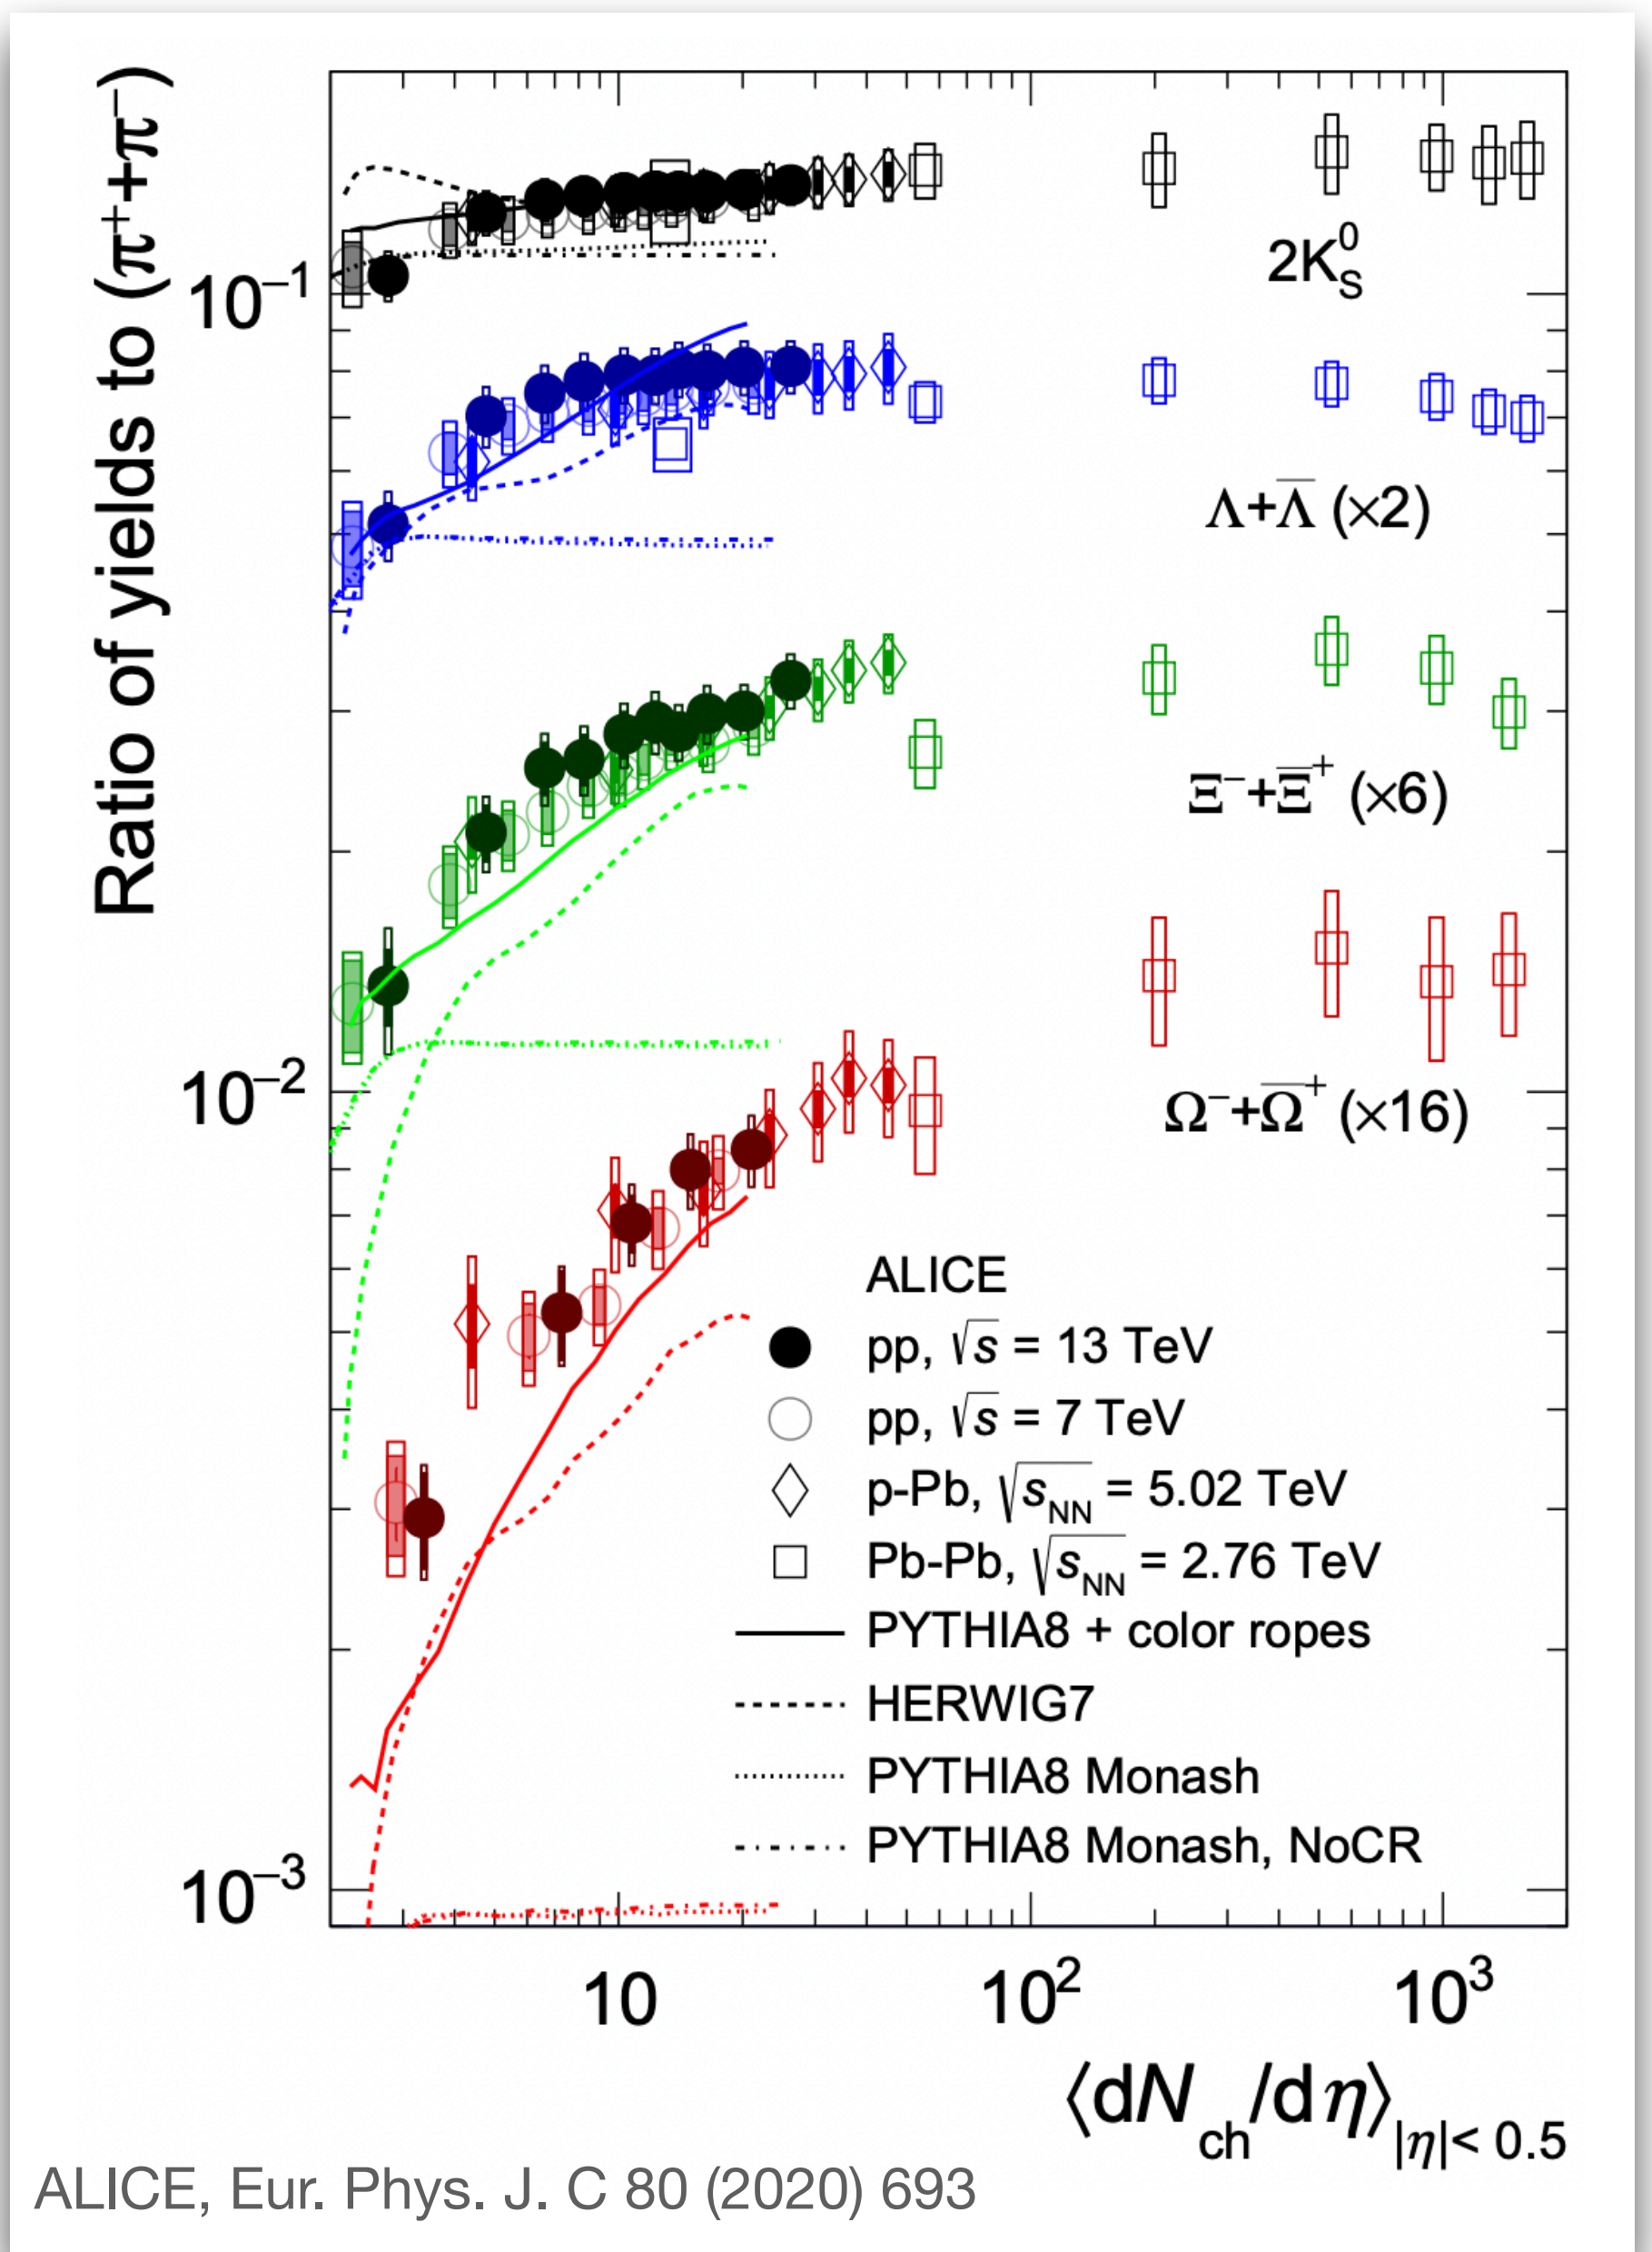 Ratio of yields to (π⁺+π⁻)
10⁻¹
10⁻²
10⁻³
2K⁰S
Λ+Λ̅ (×2)
Ξ⁻+Ξ̅⁺ (×6)
Ω⁻+Ω̅⁺ (×16)
ALICE
pp, √s = 13 TeV
pp, √s = 7 TeV
p-Pb, √sNN = 5.02 TeV
Pb-Pb, √sNN = 2.76 TeV
PYTHIA8 + color ropes
HERWIG7
PYTHIA8 Monash
PYTHIA8 Monash, NoCR
10 10² 10³
⟨dNch/dη⟩|η|< 0.5
ALICE, Eur. Phys. J. C 80 (2020) 693